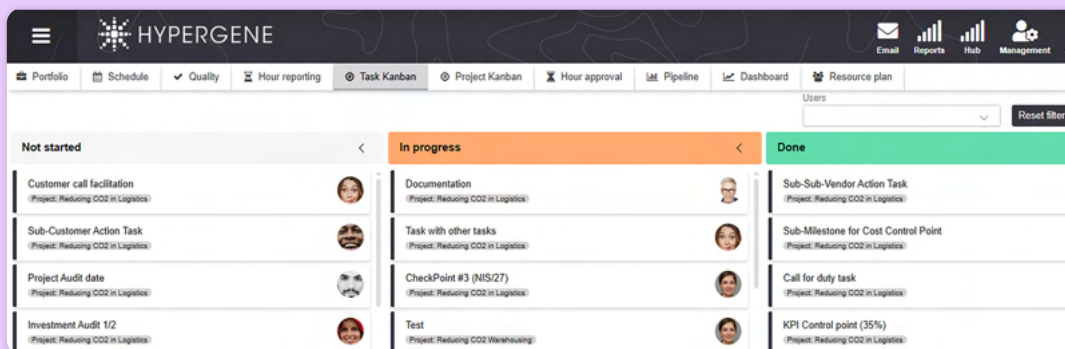 HYPERGENE
Email Reports Hub Management
Portfolio Schedule Quality Hour reporting Task Kanban Project Kanban Hour approval Pipeline Dashboard Resource plan
Users
Reset filter
Not started In progress Done
Customer call facilitation
Project: Reducing CO2 in Logistics
Sub-Customer Action Task
Project: Reducing CO2 in Logistics
Project Audit date
Project: Reducing CO2 in Logistics
Investment Audit 1/2
Project: Reducing CO2 in Logistics
Documentation
Project: Reducing CO2 in Logistics
Task with other tasks
Project: Reducing CO2 in Logistics
CheckPoint #3 (NIS/27)
Project: Reducing CO2 in Logistics
Test
Project: Reducing CO2 Warehousing
Sub-Sub-Vendor Action Task
Project: Reducing CO2 in Logistics
Sub-Milestone for Cost Control Point
Project: Reducing CO2 in Logistics
Call for duty task
Project: Reducing CO2 in Logistics
KPI Control point (35%)
Project: Reducing CO2 in Logistics